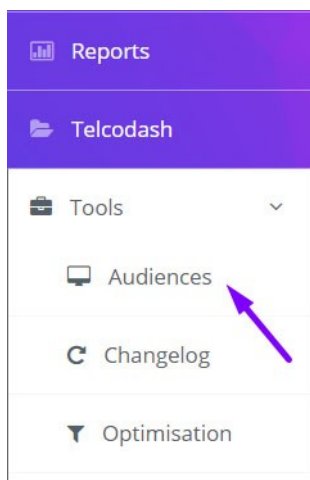 Reports
Telcodash
Tools
Audiences
Changelog
Optimisation